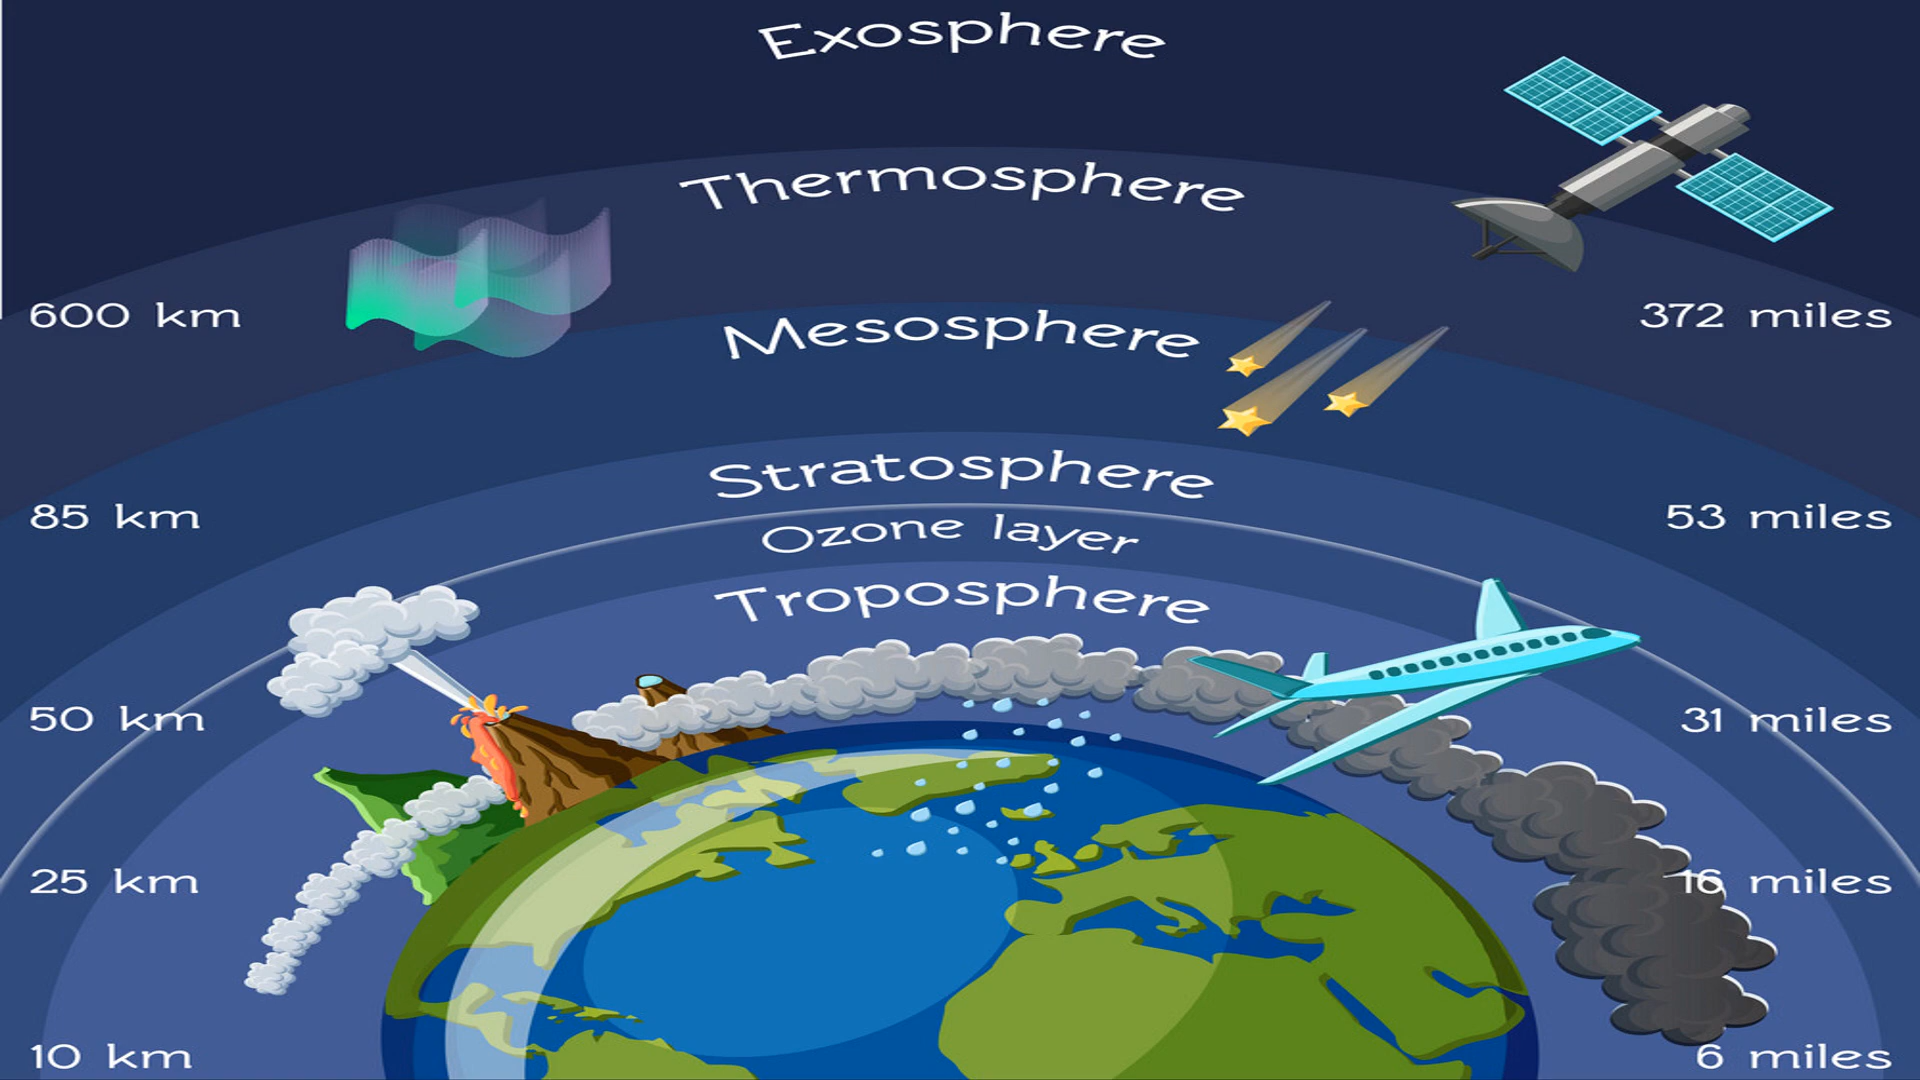 Exosphere
Thermosphere
600 km
372 miles
Mesosphere
Stratosphere
85 km
53 miles
Ozone layer
Troposphere
50 km
31 miles
25 km
16 miles
10 km
6 miles